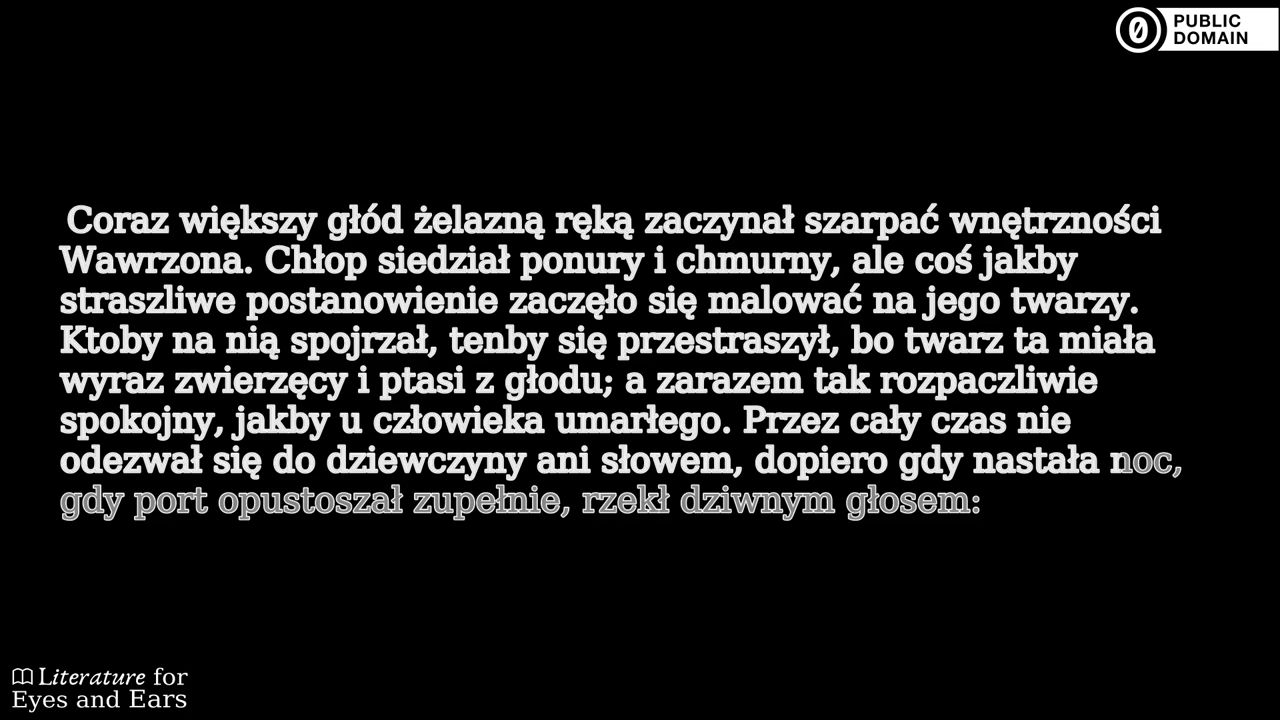 PUBLIC
DOMAIN
Coraz większy głód żelazną ręką zaczynał szarpać wnętrzności
Wawrzona. Chłop siedział ponury i chmurny, ale coś jakby
straszliwe postanowienie zaczęło się malować na jego twarzy.
Ktoby na nią spojrzał, tenby się przestraszył, bo twarz ta miała
wyraz zwierzęcy i ptasi z głodu; a zarazem tak rozpaczliwie
spokojny, jakby u człowieka umarłego. Przez cały czas nie
odezwał się do dziewczyny ani słowem, dopiero gdy nastała noc,
gdy port opustoszał zupełnie, rzekł dziwnym głosem:
Literature for
Eyes and Ears